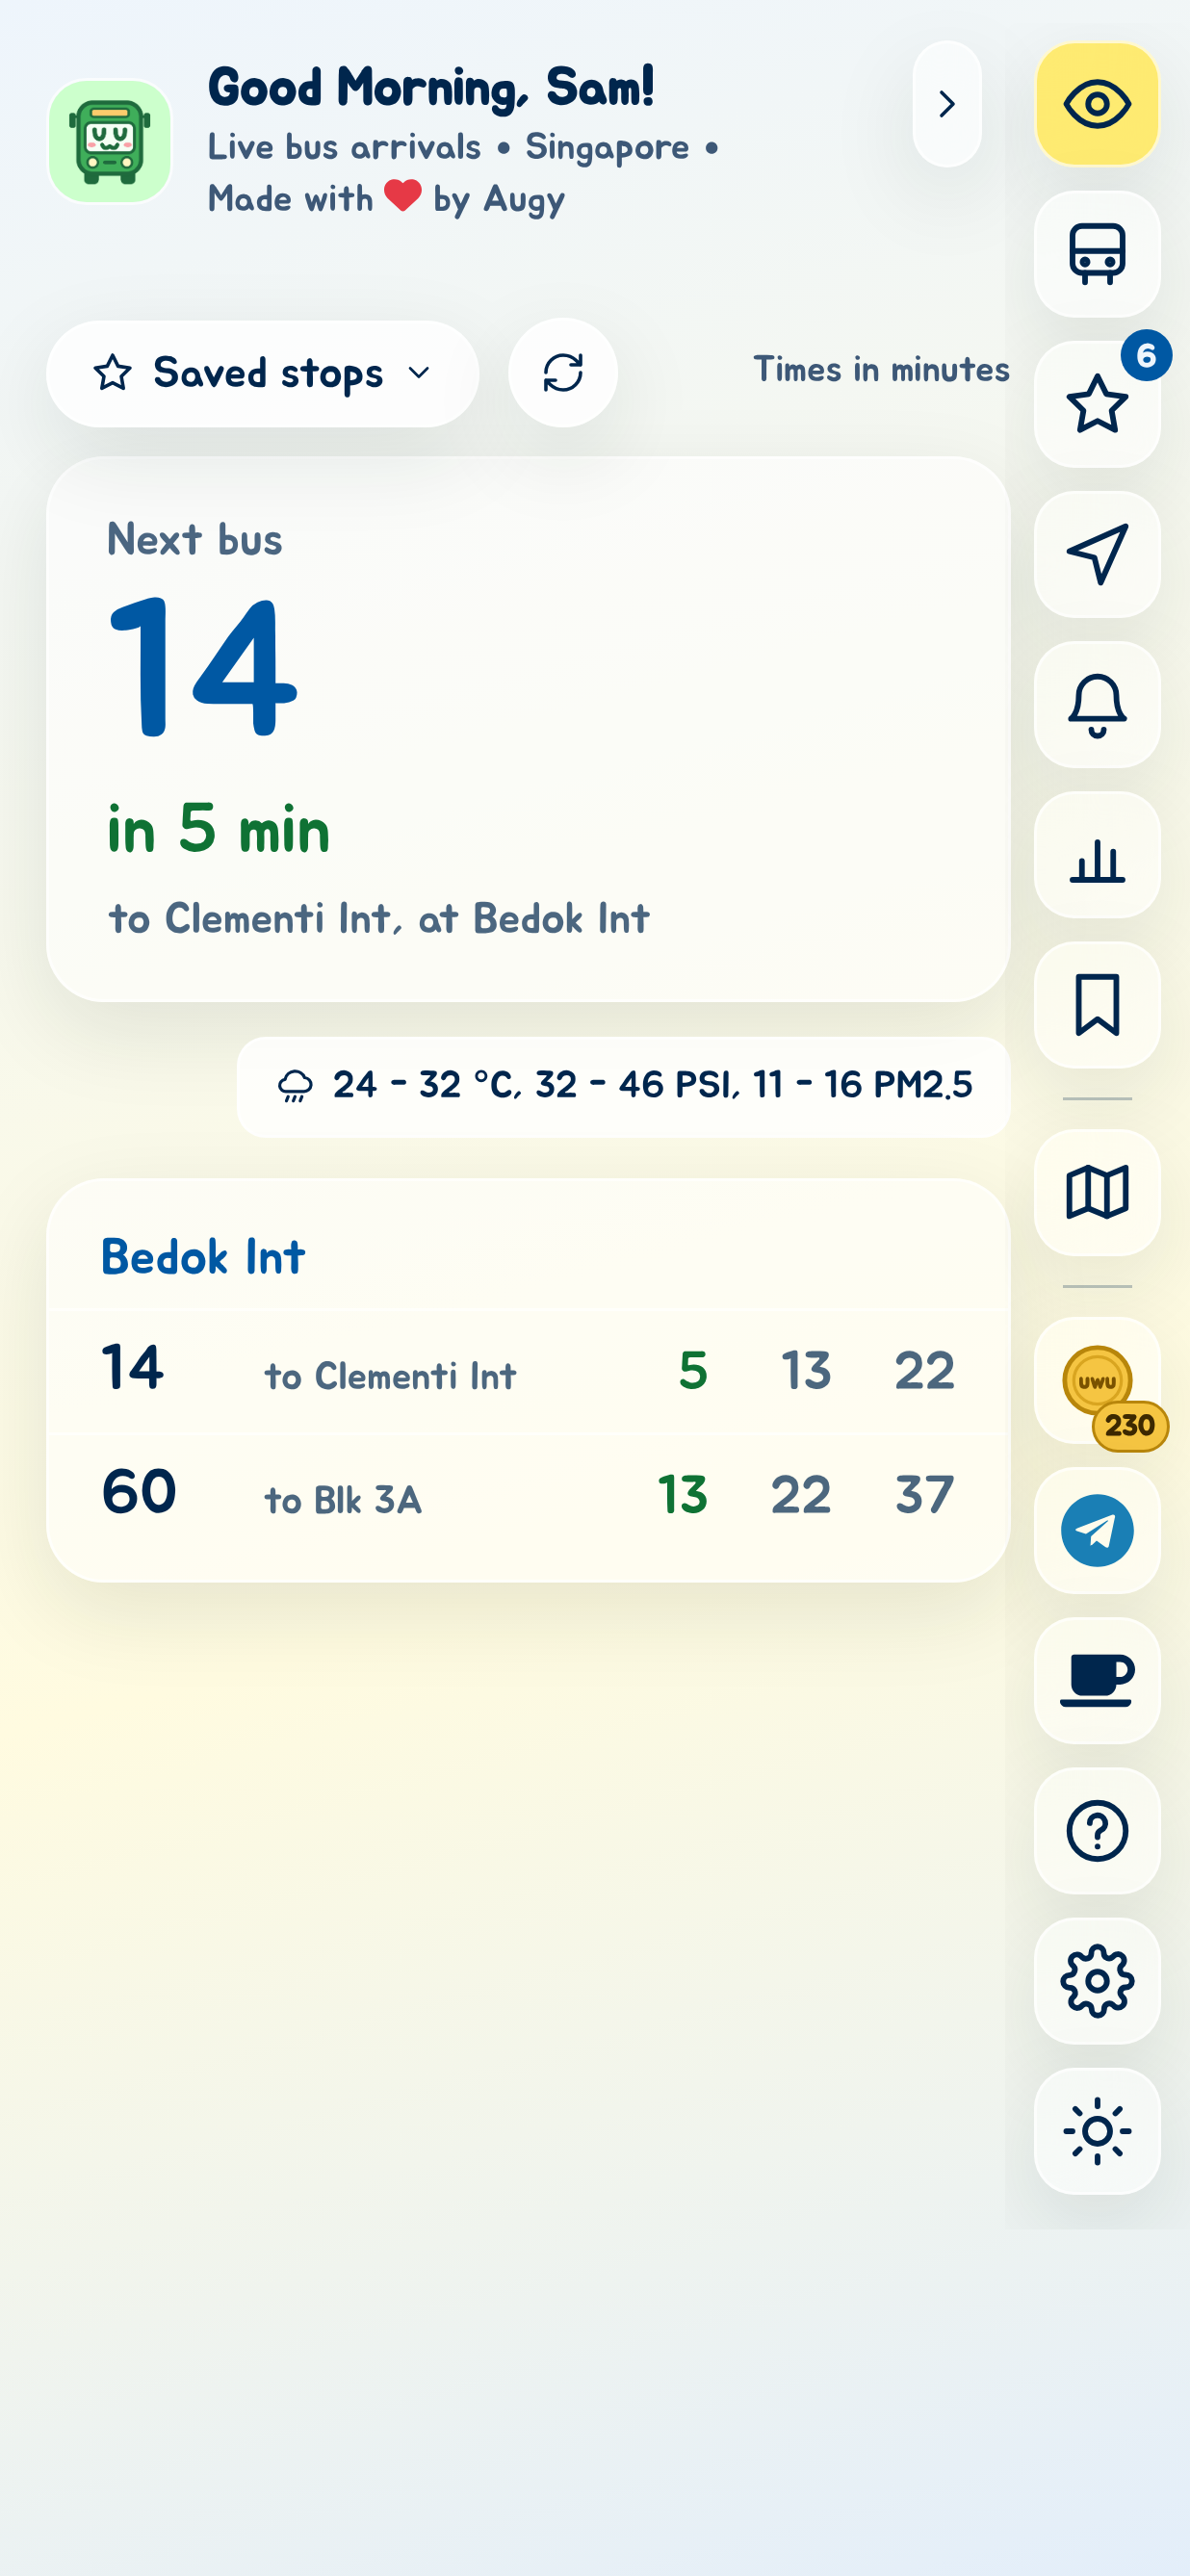 Good Morning, Sam!
Live bus arrivals • Singapore •
Made with ❤ by Augy
Saved stops
Times in minutes
6
Next bus
14
in 5 min
to Clementi Int, at Bedok Int
24 - 32 °C, 32 - 46 PSI, 11 - 16 PM2.5
Bedok Int
14 to Clementi Int 5 13 22
60 to Blk 3A 13 22 37
uwu
230